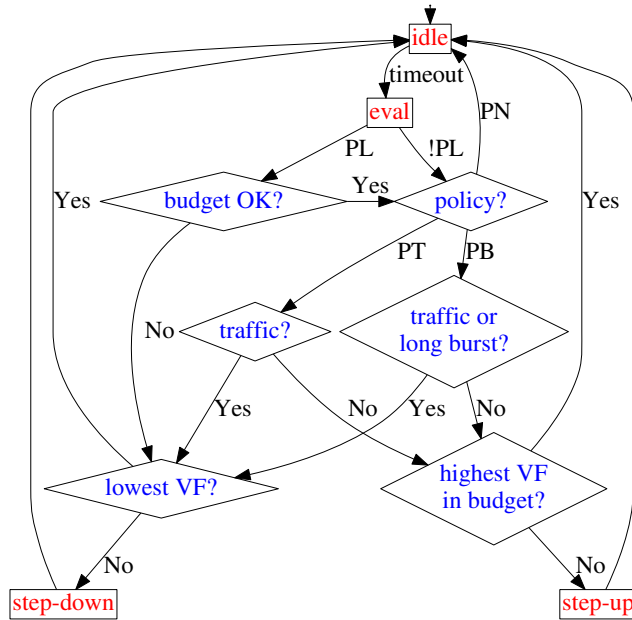 idle
timeout
eval
PN
PL
!PL
Yes
budget OK?
Yes
policy?
Yes
PT
PB
No
traffic?
traffic or
long burst?
Yes
No
Yes
No
lowest VF?
highest VF
in budget?
No
No
step-down
step-up